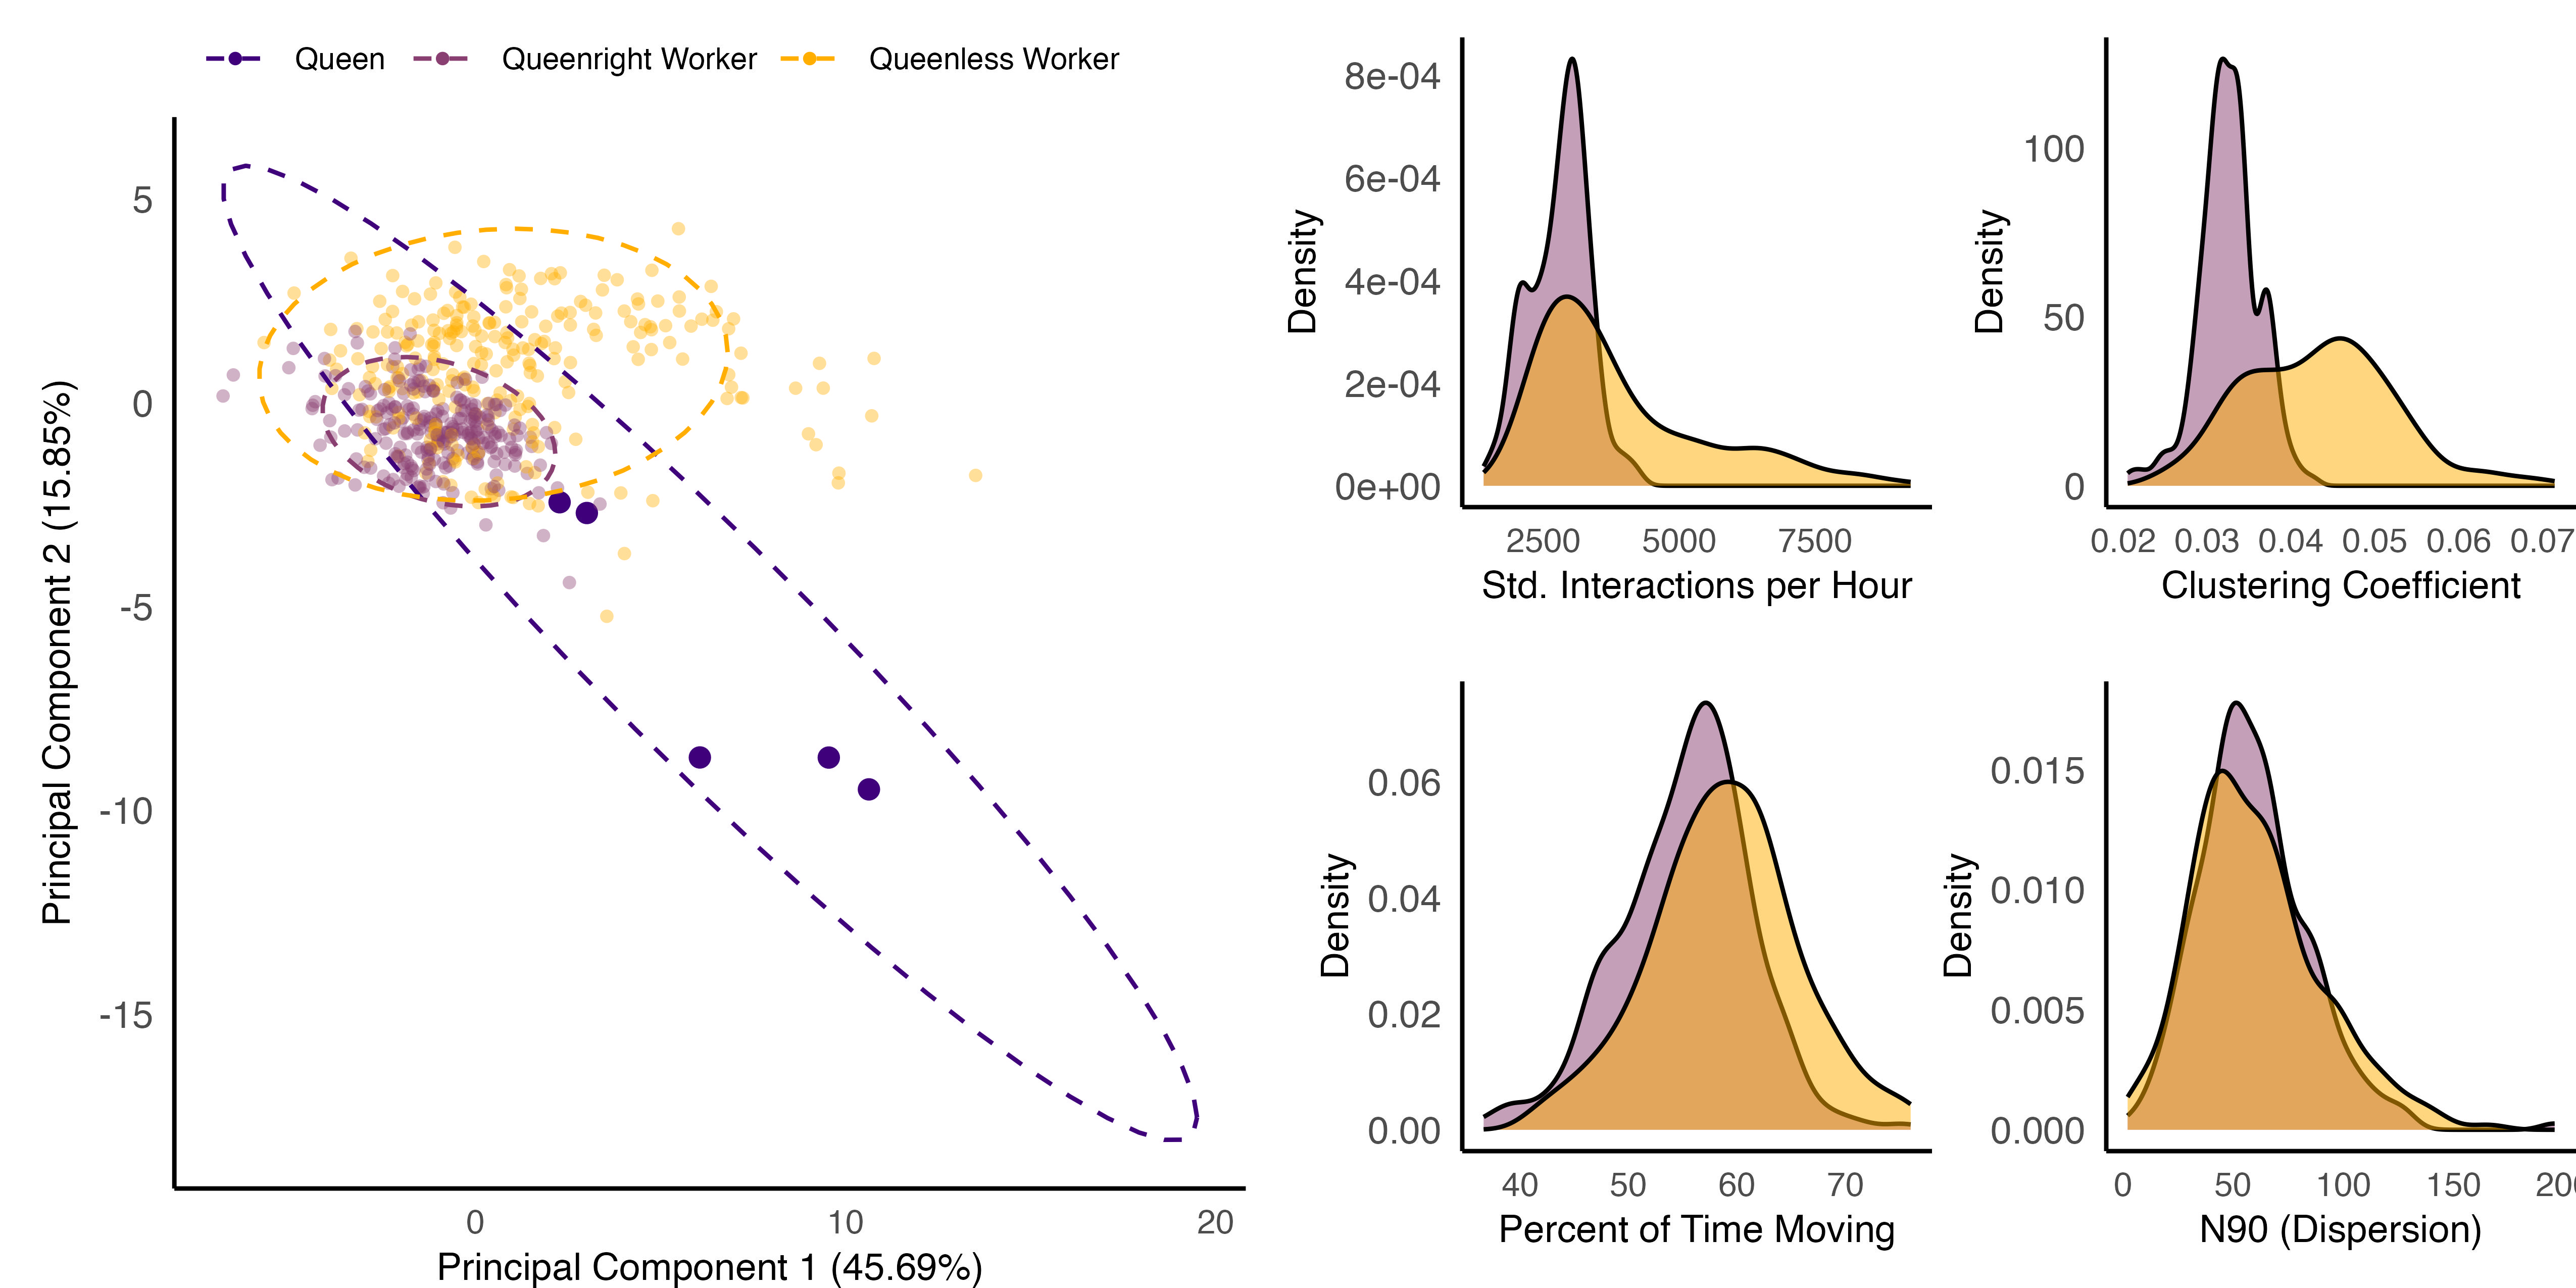 Queen Queenright Worker Queenless Worker
Principal Component 2 (15.85%)
5
0
-5
-10
-15
0 10 20
Principal Component 1 (45.69%)
Density
8e-04
6e-04
4e-04
2e-04
0e+00
2500 5000 7500
Std. Interactions per Hour
Density
100
50
0
0.02 0.03 0.04 0.05 0.06 0.07
Clustering Coefficient
Density
0.06
0.04
0.02
0.00
40 50 60 70
Percent of Time Moving
Density
0.015
0.010
0.005
0.000
0 50 100 150
N90 (Dispersion)